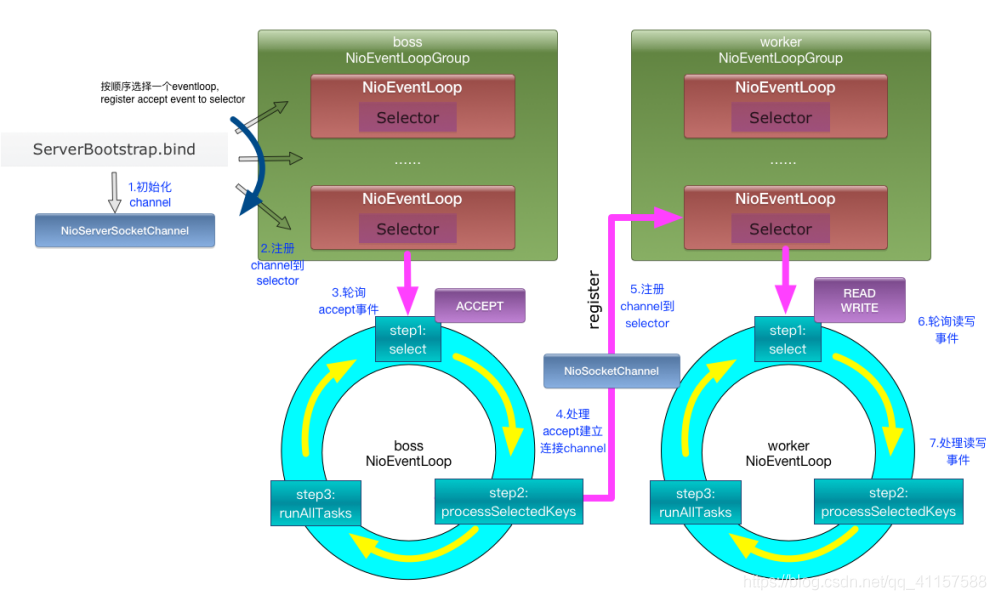 boss
NioEventLoopGroup
NioEventLoop
Selector
......
NioEventLoop
Selector
worker
NioEventLoopGroup
NioEventLoop
Selector
......
NioEventLoop
Selector
按顺序选择一个eventloop,
register accept event to selector
ServerBootstrap.bind
1.初始化
channel
NioServerSocketChannel
2.注册
channel到
selector
3.轮询
accept事件
ACCEPT
step1:
select
boss
NioEventLoop
step2:
processSelectedKeys
step3:
runAllTasks
4.处理
accept建立
连接channel
NioSocketChannel
register
5.注册
channel到
selector
READ
WRITE
6.轮询读写
事件
step1:
select
worker
NioEventLoop
7.处理读写
事件
step2:
processSelectedKeys
step3:
runAllTasks
https://blog.csdn.net/qq_41157588